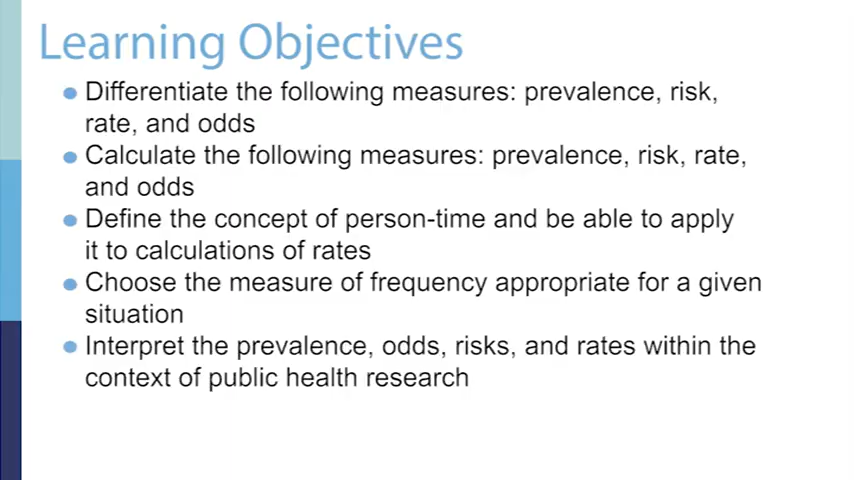 Learning Objectives
Differentiate the following measures: prevalence, risk,
rate, and odds
Calculate the following measures: prevalence, risk, rate,
and odds
Define the concept of person-time and be able to apply
it to calculations of rates
Choose the measure of frequency appropriate for a given
situation
Interpret the prevalence, odds, risks, and rates within the
context of public health research